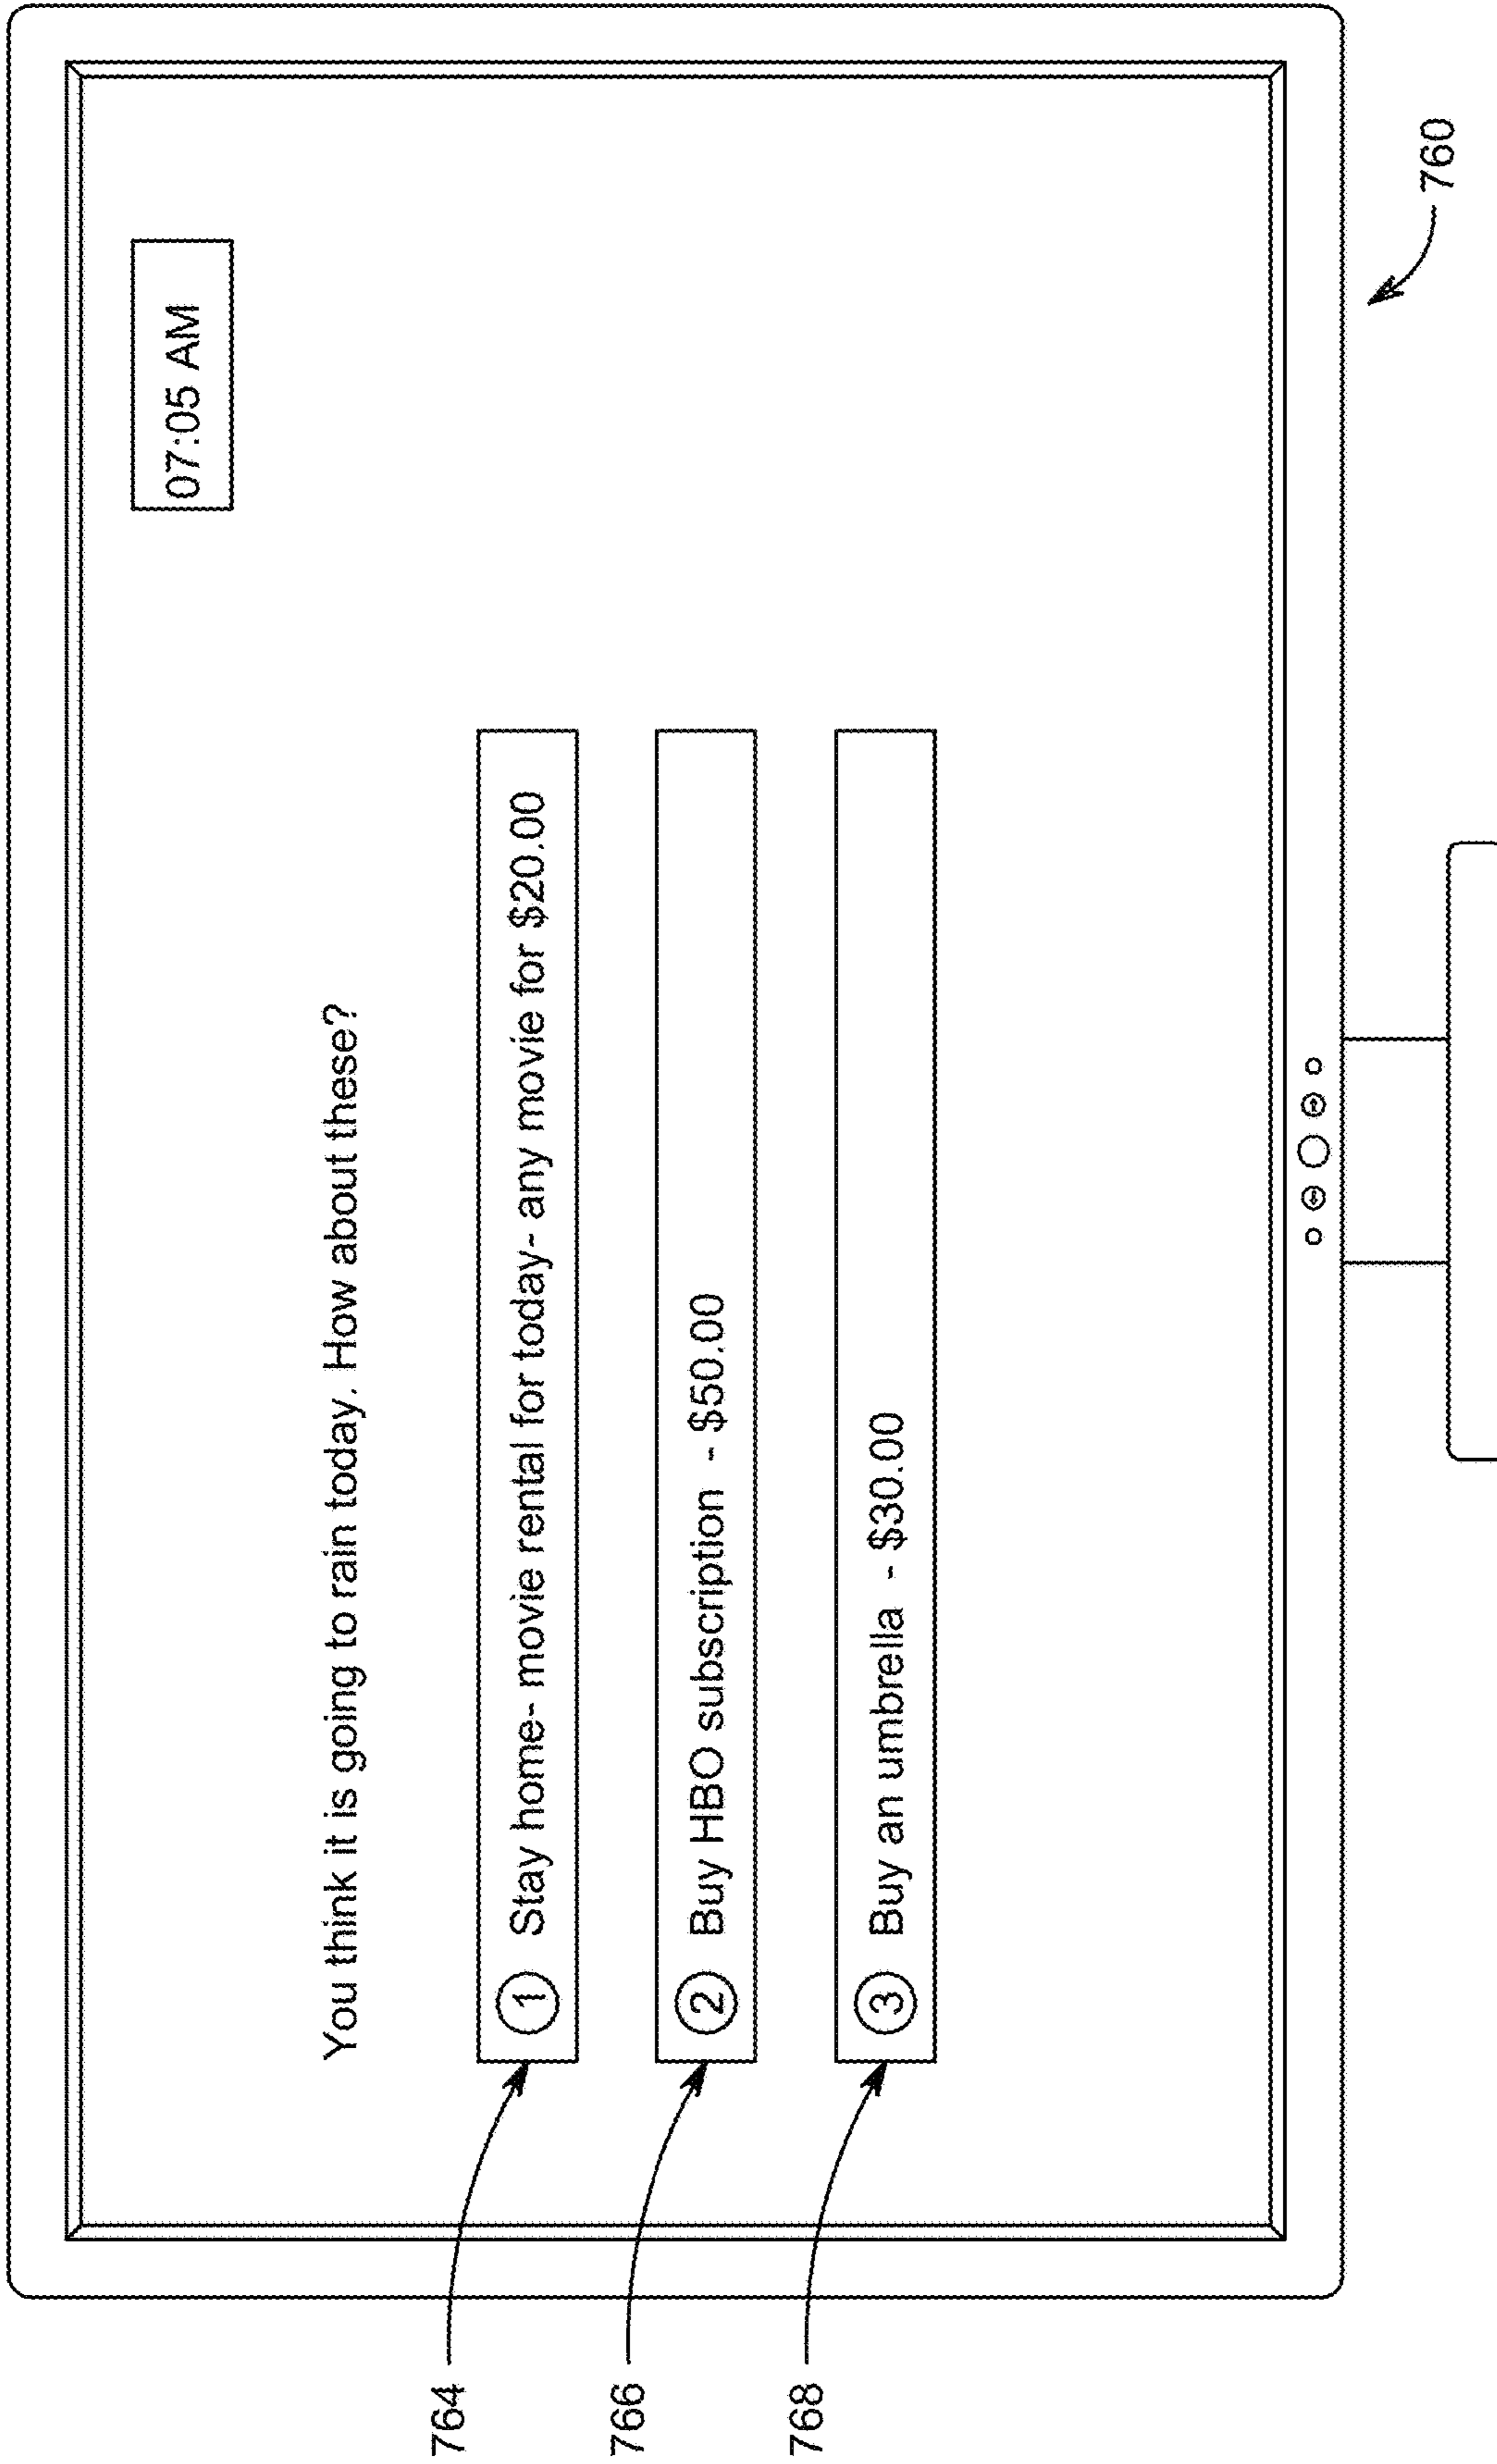 07:05 AM
You think it is going to rain today. How about these?
764
1 Stay home- movie rental for today- any movie for $20.00
766
2 Buy HBO subscription - $50.00
768
3 Buy an umbrella - $30.00
760